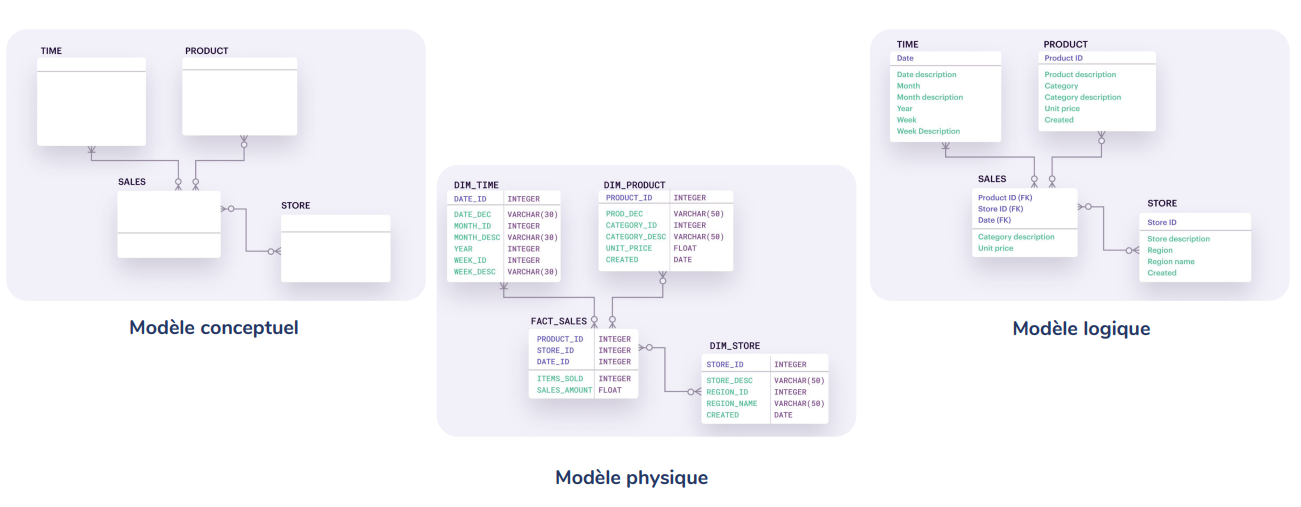 TIME
PRODUCT
SALES
STORE
Modèle conceptuel
DIM_TIME
DATE_ID INTEGER
DATE_DEC VARCHAR(30)
MONTH_ID INTEGER
MONTH_DESC VARCHAR(30)
YEAR INTEGER
WEEK_ID INTEGER
WEEK_DESC VARCHAR(30)
DIM_PRODUCT
PRODUCT_ID INTEGER
PROD_DEC VARCHAR(50)
CATEGORY_ID INTEGER
CATEGORY_DESC VARCHAR(50)
UNIT_PRICE FLOAT
CREATED DATE
FACT_SALES
PRODUCT_ID INTEGER
STORE_ID INTEGER
DATE_ID INTEGER
ITEMS_SOLD INTEGER
SALES_AMOUNT FLOAT
DIM_STORE
STORE_ID INTEGER
STORE_DESC VARCHAR(50)
REGION_ID INTEGER
REGION_NAME VARCHAR(50)
CREATED DATE
Modèle physique
TIME
Date
Date description
Month
Month description
Year
Week
Week Description
PRODUCT
Product ID
Product description
Category
Category description
Unit price
Created
SALES
Product ID (FK)
Store ID (FK)
Date (FK)
Category description
Unit price
STORE
Store ID
Store description
Region
Region name
Created
Modèle logique